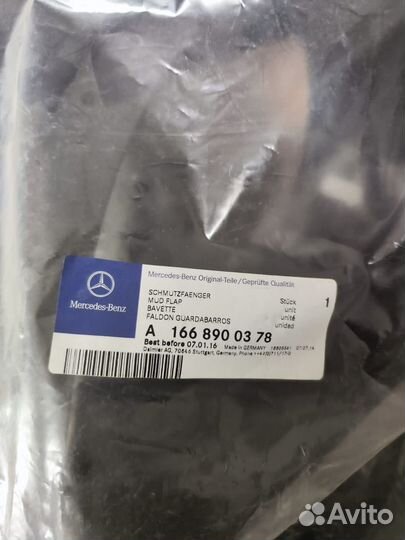 Mercedes-Benz
Mercedes-Benz Original-Teile/Geprüfte Qualität
SCHMUTZFAENGER
MUD FLAP
BAVETTE
FALDON GUARDABARROS
Stück
unit
unité
unidad
1
A 166 890 03 78
Best before 07.01.16 Made in GERMANY
Daimler AG, 70546 Stuttgart, Germany, Phone
Avito